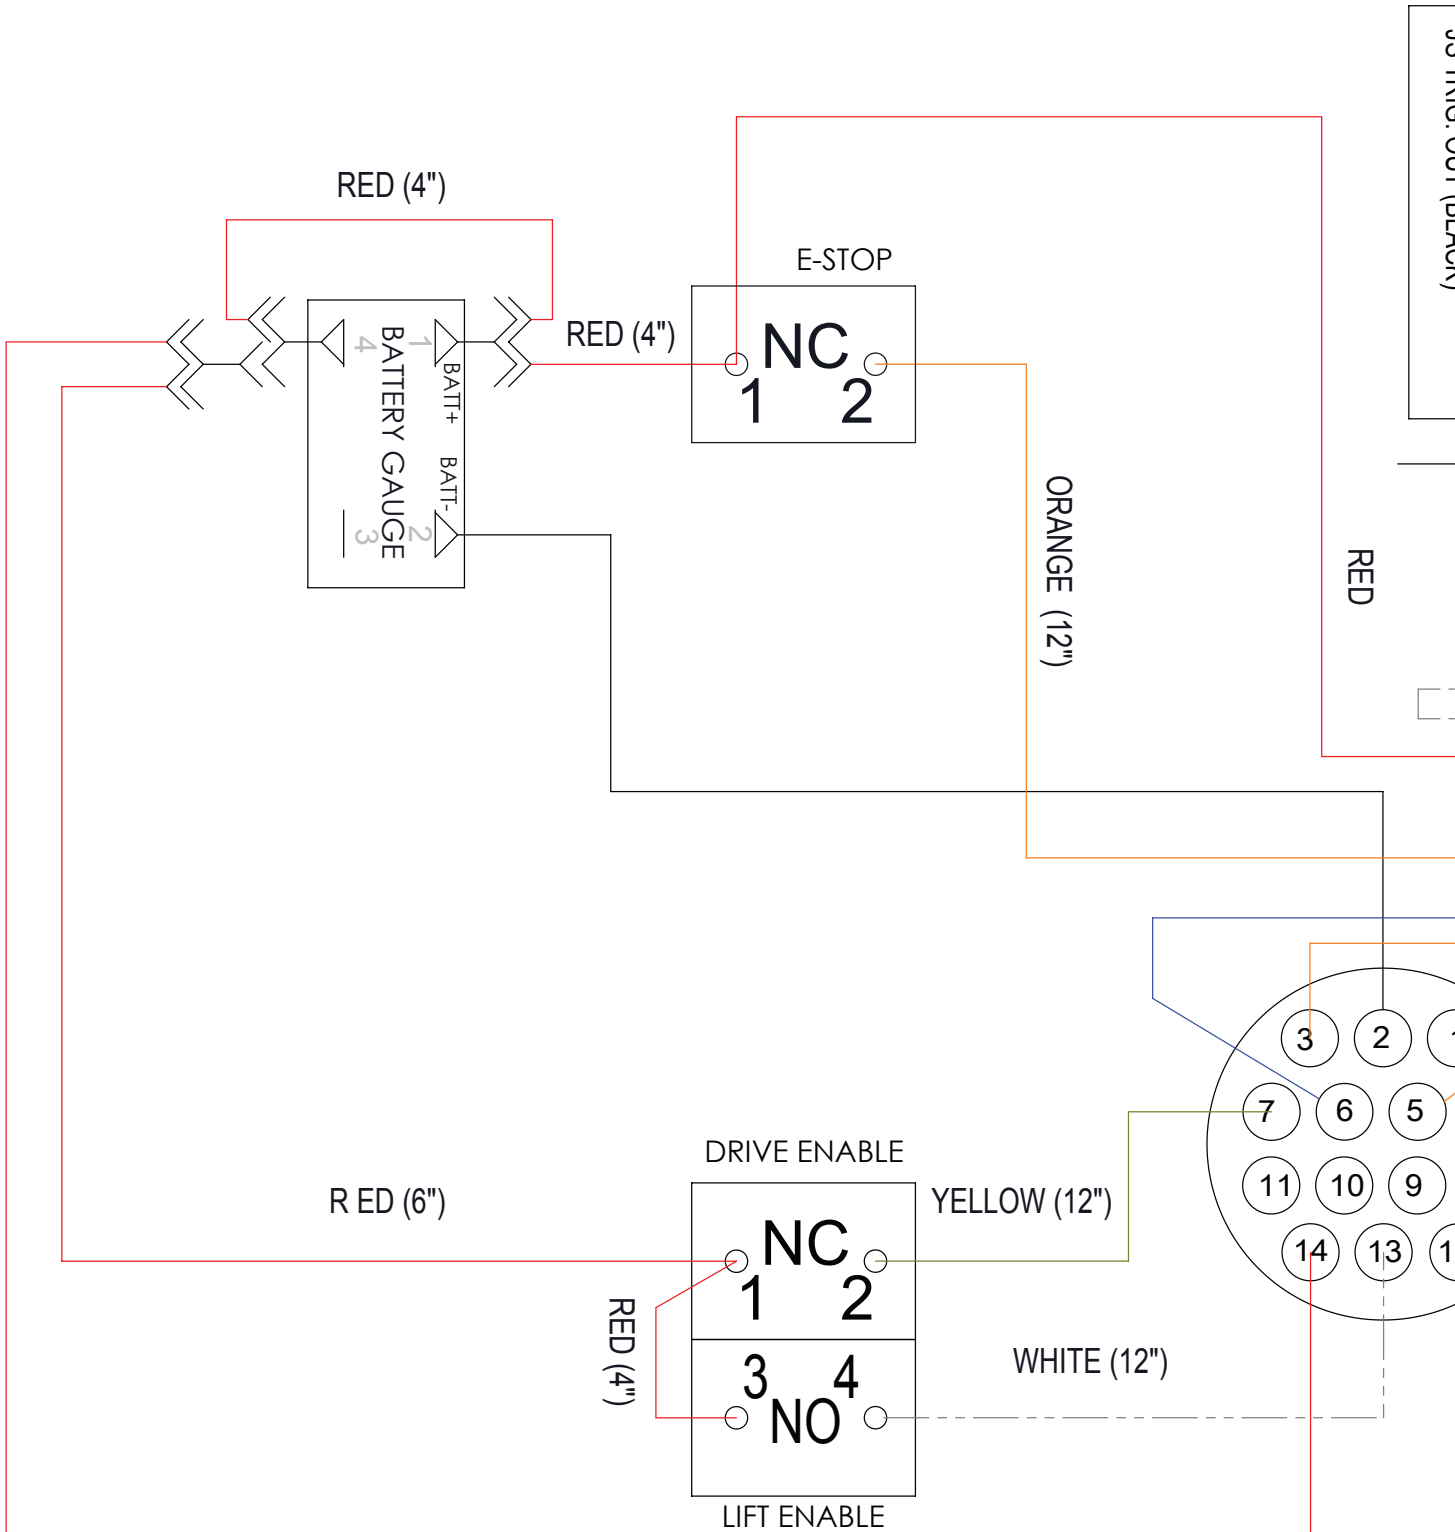 RED (4")
E-STOP
RED (4")
NC
1 2
4
1
BATT+
BATTERY GAUGE
BATT-
3
2
ORANGE (12")
RED
3 2
7 6 5
11 10 9
14 13
DRIVE ENABLE
R ED (6")
YELLOW (12")
NC
1 2
RED (4")
3 4
NO
WHITE (12")
LIFT ENABLE